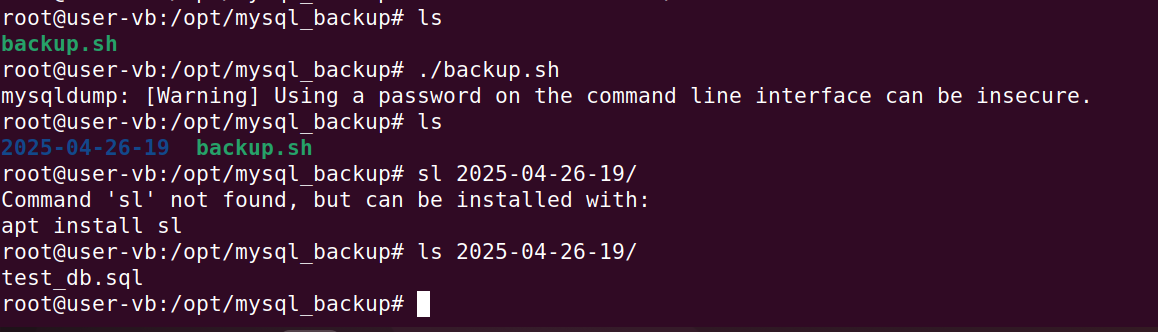 root@user-vb:/opt/mysql_backup# ls
backup.sh
root@user-vb:/opt/mysql_backup# ./backup.sh
mysqldump: [Warning] Using a password on the command line interface can be insecure.
root@user-vb:/opt/mysql_backup# ls
2025-04-26-19  backup.sh
root@user-vb:/opt/mysql_backup# sl 2025-04-26-19/
Command 'sl' not found, but can be installed with:
apt install sl
root@user-vb:/opt/mysql_backup# ls 2025-04-26-19/
test_db.sql
root@user-vb:/opt/mysql_backup#